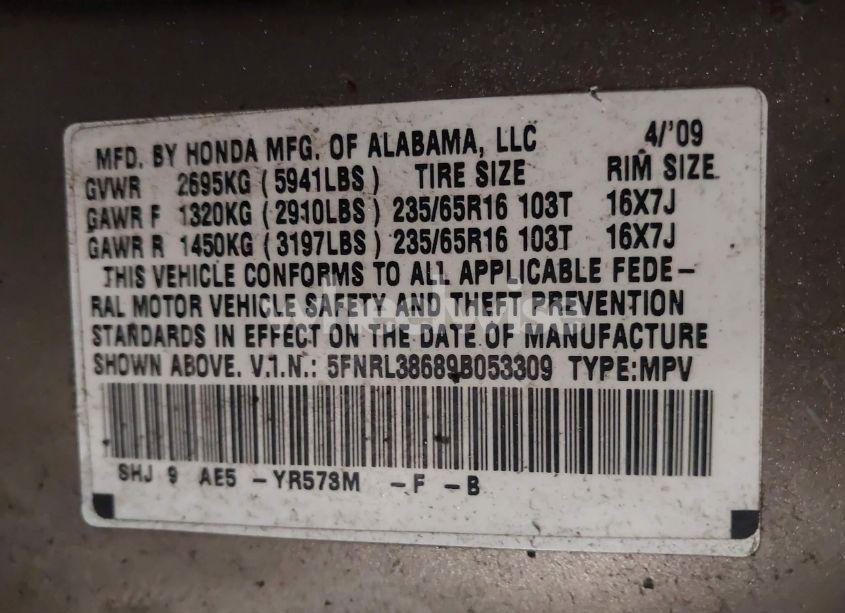 MFD. BY HONDA MFG. OF ALABAMA, LLC 4/'09
GVWR 2695KG (5941LBS) TIRE SIZE RIM SIZE
GAWR F 1320KG (2910LBS) 235/65R16 103T 16X7J
GAWR R 1450KG (3197LBS) 235/65R16 103T 16X7J
THIS VEHICLE CONFORMS TO ALL APPLICABLE FEDE-
RAL MOTOR VEHICLE SAFETY AND THEFT PREVENTION
STANDARDS IN EFFECT ON THE DATE OF MANUFACTURE
SHOWN ABOVE. V.I.N.: 5FNRL38689B053309 TYPE:MPV
SHJ 9 AE5 -YR573M -F -B